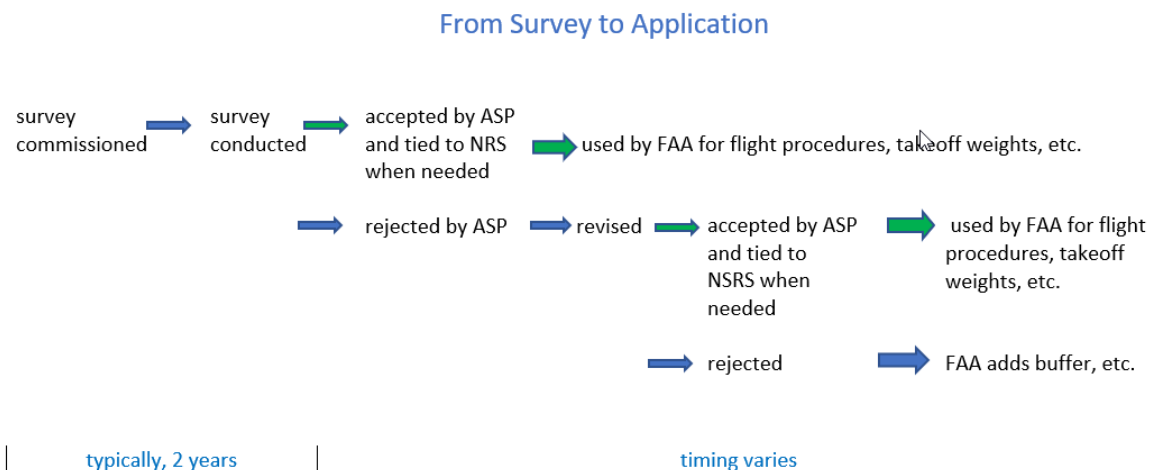 From Survey to Application
survey
commissioned
survey
conducted
accepted by ASP
and tied to NRS
when needed
used by FAA for flight procedures, takeoff weights, etc.
rejected by ASP
revised
accepted by ASP
and tied to
NSRS when
needed
used by FAA for flight
procedures, takeoff
weights, etc.
rejected
FAA adds buffer, etc.
typically, 2 years
timing varies